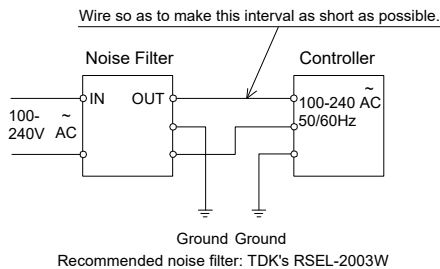 Wire so as to make this interval as short as possible.
Noise Filter
Controller
IN
OUT
100-
240V
~
AC
~
100-240 AC
50/60Hz
Ground
Ground
Recommended noise filter: TDK's RSEL-2003W